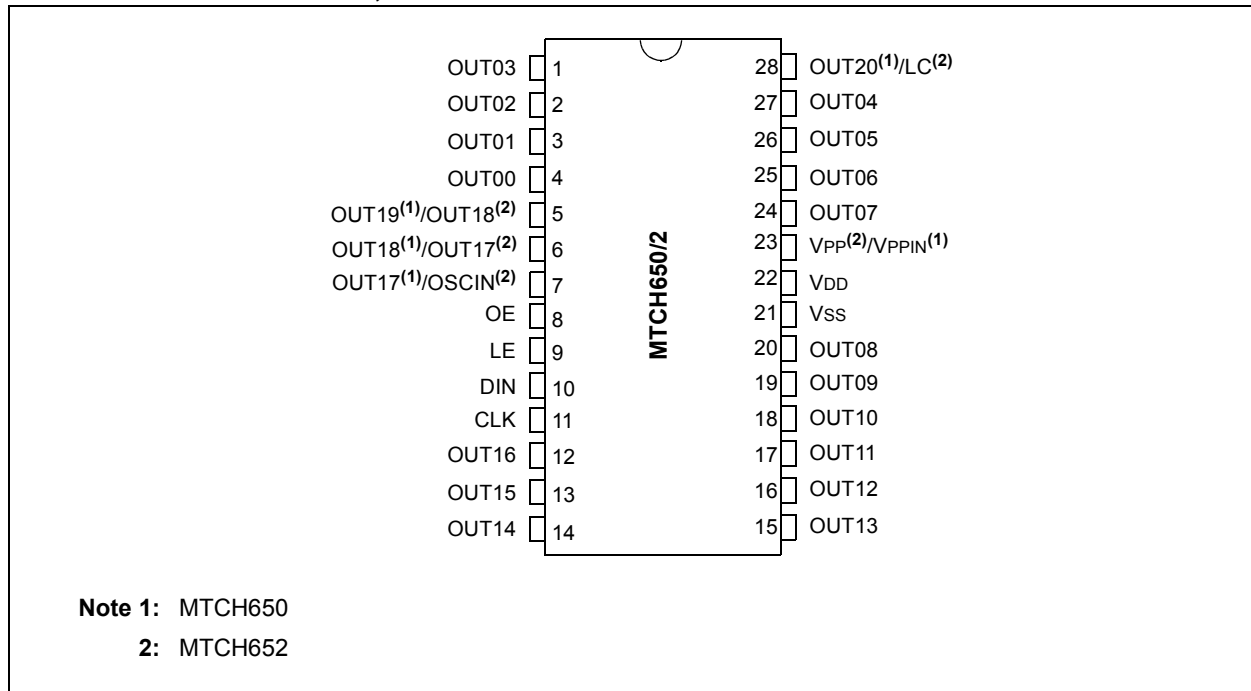 OUT03 1 28 OUT20(1)/LC(2)
OUT02 2 27 OUT04
OUT01 3 26 OUT05
OUT00 4 25 OUT06
OUT19(1)/OUT18(2) 5 24 OUT07
OUT18(1)/OUT17(2) 6 23 VPP(2)/VPPIN(1)
OUT17(1)/OSCIN(2) 7 22 VDD
OE 8 21 VSS
LE 9 20 OUT08
DIN 10 19 OUT09
CLK 11 18 OUT10
OUT16 12 17 OUT11
OUT15 13 16 OUT12
OUT14 14 15 OUT13
MTCH650/2
Note 1: MTCH650
2: MTCH652